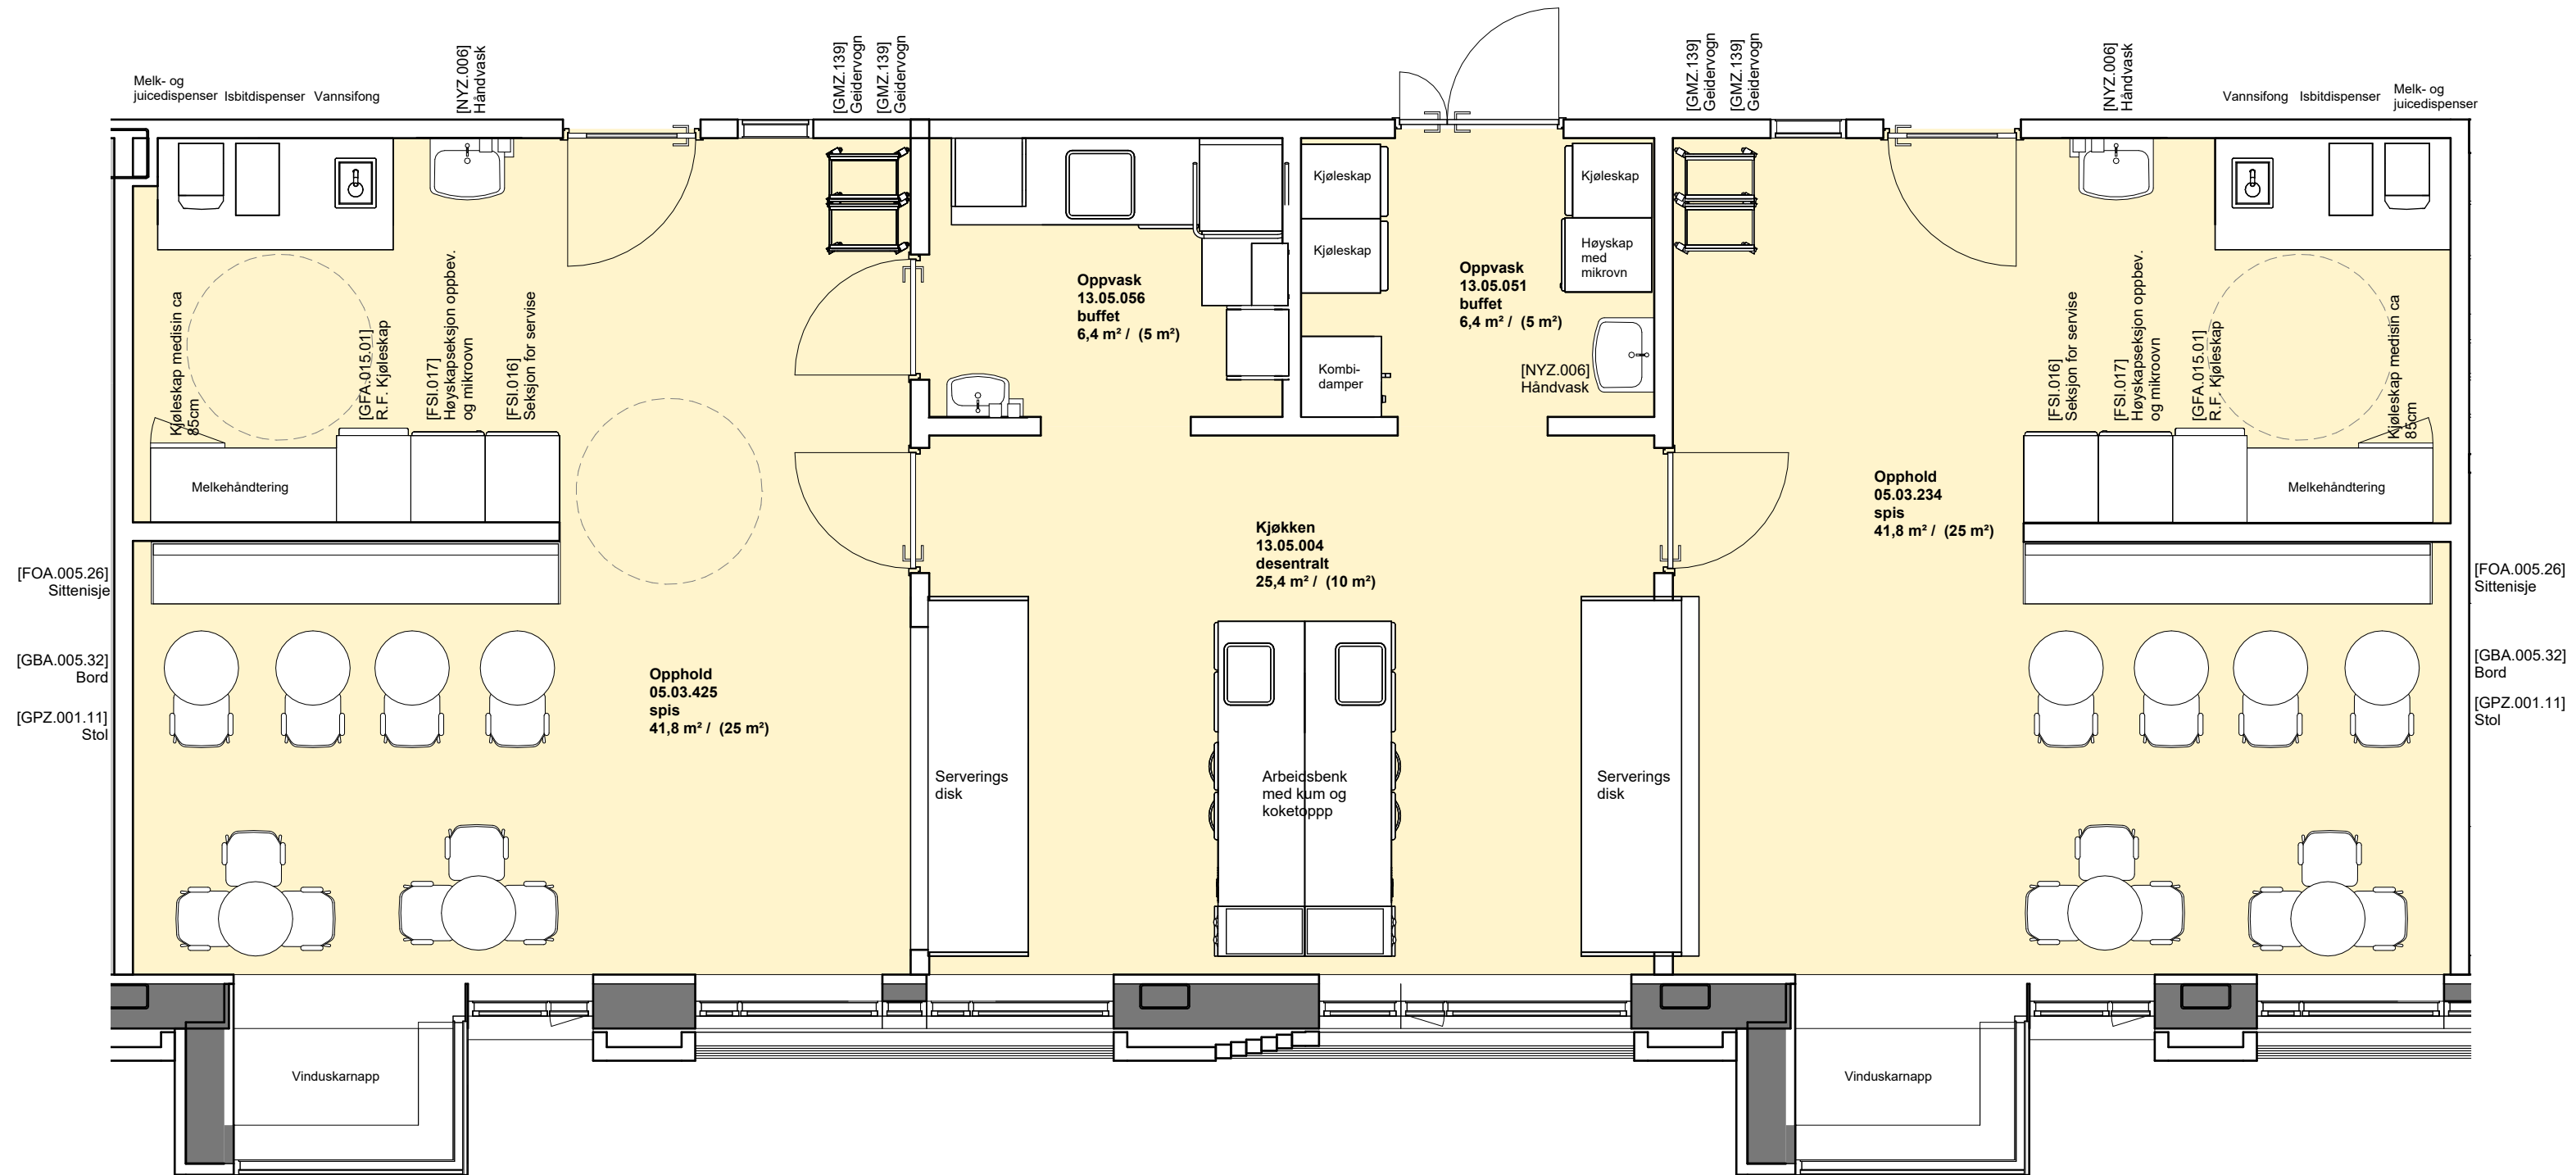 Melk- og
juicedispenser
Isbitdispenser
Vannsifong
[NYZ.006]
Håndvask
[GMZ.139]
Geidervogn
[GMZ.139]
Geidervogn
[GMZ.139]
Geidervogn
[GMZ.139]
Geidervogn
[NYZ.006]
Håndvask
Vannsifong
Isbitdispenser
Melk- og
juicedispenser
Kjøleskap medisin ca
85cm
[GFA.015.01]
R.F. Kjøleskap
[FSI.017]
Høyskapseksjon oppbev.
og mikroovn
[FSI.016]
Seksjon for servise
Melkehåndtering
Oppvask
13.05.056
buffet
6,4 m² / (5 m²)
Kjøleskap
Kjøleskap
Kombi-
damper
Oppvask
13.05.051
buffet
6,4 m² / (5 m²)
Kjøleskap
Høyskap
med
mikrovn
[NYZ.006]
Håndvask
[FSI.016]
Seksjon for servise
[FSI.017]
Høyskapseksjon oppbev.
og mikroovn
[GFA.015.01]
R.F. Kjøleskap
Kjøleskap medisin ca
85cm
Melkehåndtering
Opphold
05.03.234
spis
41,8 m² / (25 m²)
Kjøkken
13.05.004
desentralt
25,4 m² / (10 m²)
[FOA.005.26]
Sittenisje
[GBA.005.32]
Bord
[GPZ.001.11]
Stol
Opphold
05.03.425
spis
41,8 m² / (25 m²)
Serverings
disk
Arbeidsbenk
med kum og
koketoppp
Serverings
disk
[FOA.005.26]
Sittenisje
[GBA.005.32]
Bord
[GPZ.001.11]
Stol
Vinduskarnapp
Vinduskarnapp